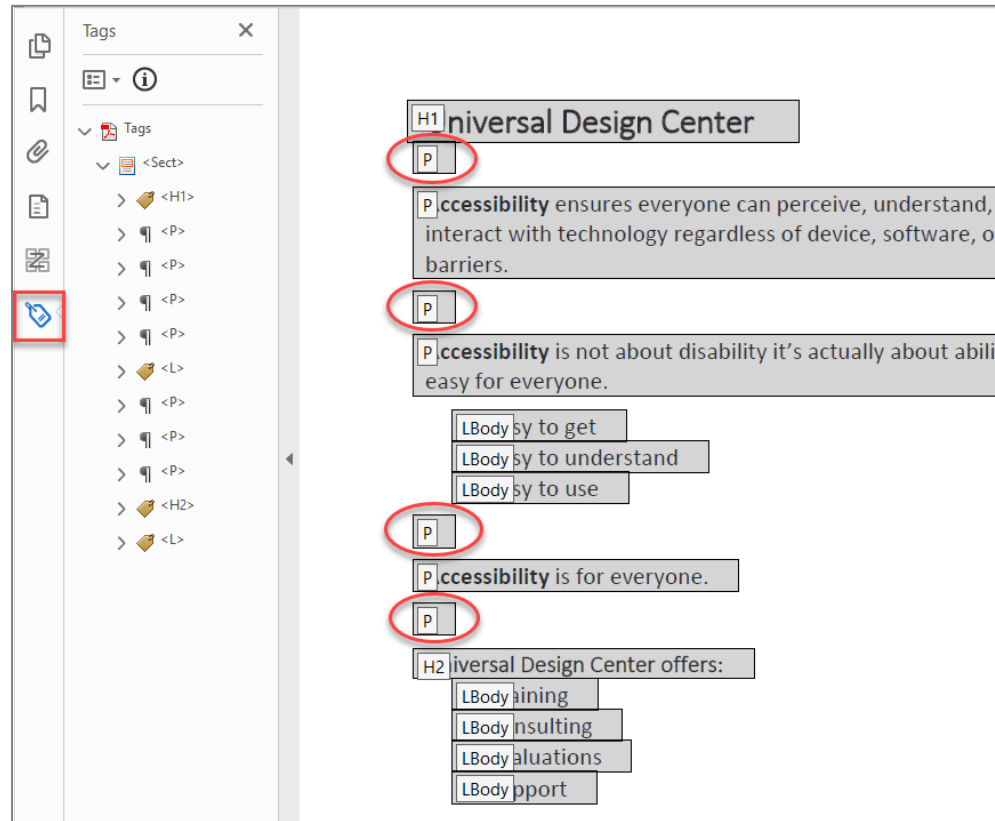 Tags
Tags
<Sect>
<H1>
<P>
<P>
<P>
<P>
<L>
<P>
<P>
<P>
<H2>
<L>
H1 niversal Design Center
P
P ccessibility ensures everyone can perceive, understand,
interact with technology regardless of device, software, o
barriers.
P
P ccessibility is not about disability it's actually about abili
easy for everyone.
LBody sy to get
LBody sy to understand
LBody sy to use
P
P ccessibility is for everyone.
P
H2 iversal Design Center offers:
LBody aining
LBody nsulting
LBody aluations
LBody pport